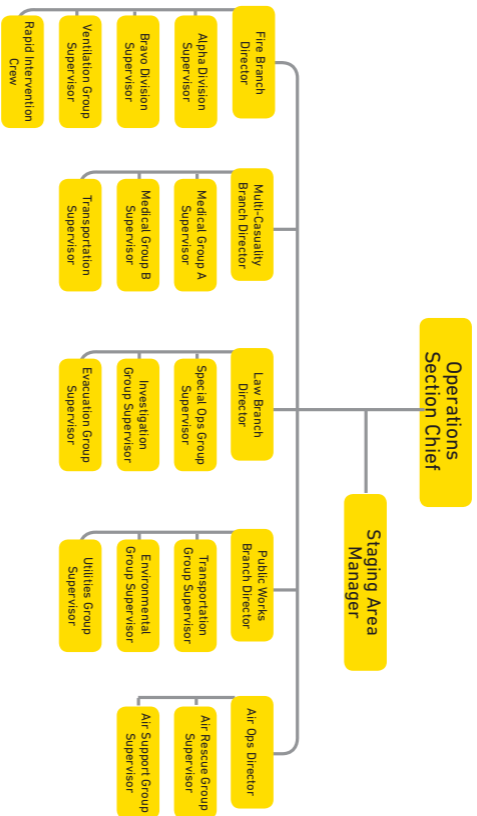 Operations
Section Chief
Staging Area
Manager
Fire Branch
Director
Alpha Division
Supervisor
Bravo Division
Supervisor
Ventilation Group
Supervisor
Rapid Intervention
Crew
Multi-Casuality
Branch Director
Medical Group A
Supervisor
Medical Group B
Supervisor
Transportation
Supervisor
Law Branch
Director
Special Ops Group
Supervisor
Investigation
Group Supervisor
Evacuation Group
Supervisor
Public Works
Branch Director
Transportation
Group Supervisor
Environmental
Group Supervisor
Utilities Group
Supervisor
Air Ops Director
Air Rescue Group
Supervisor
Air Support Group
Supervisor